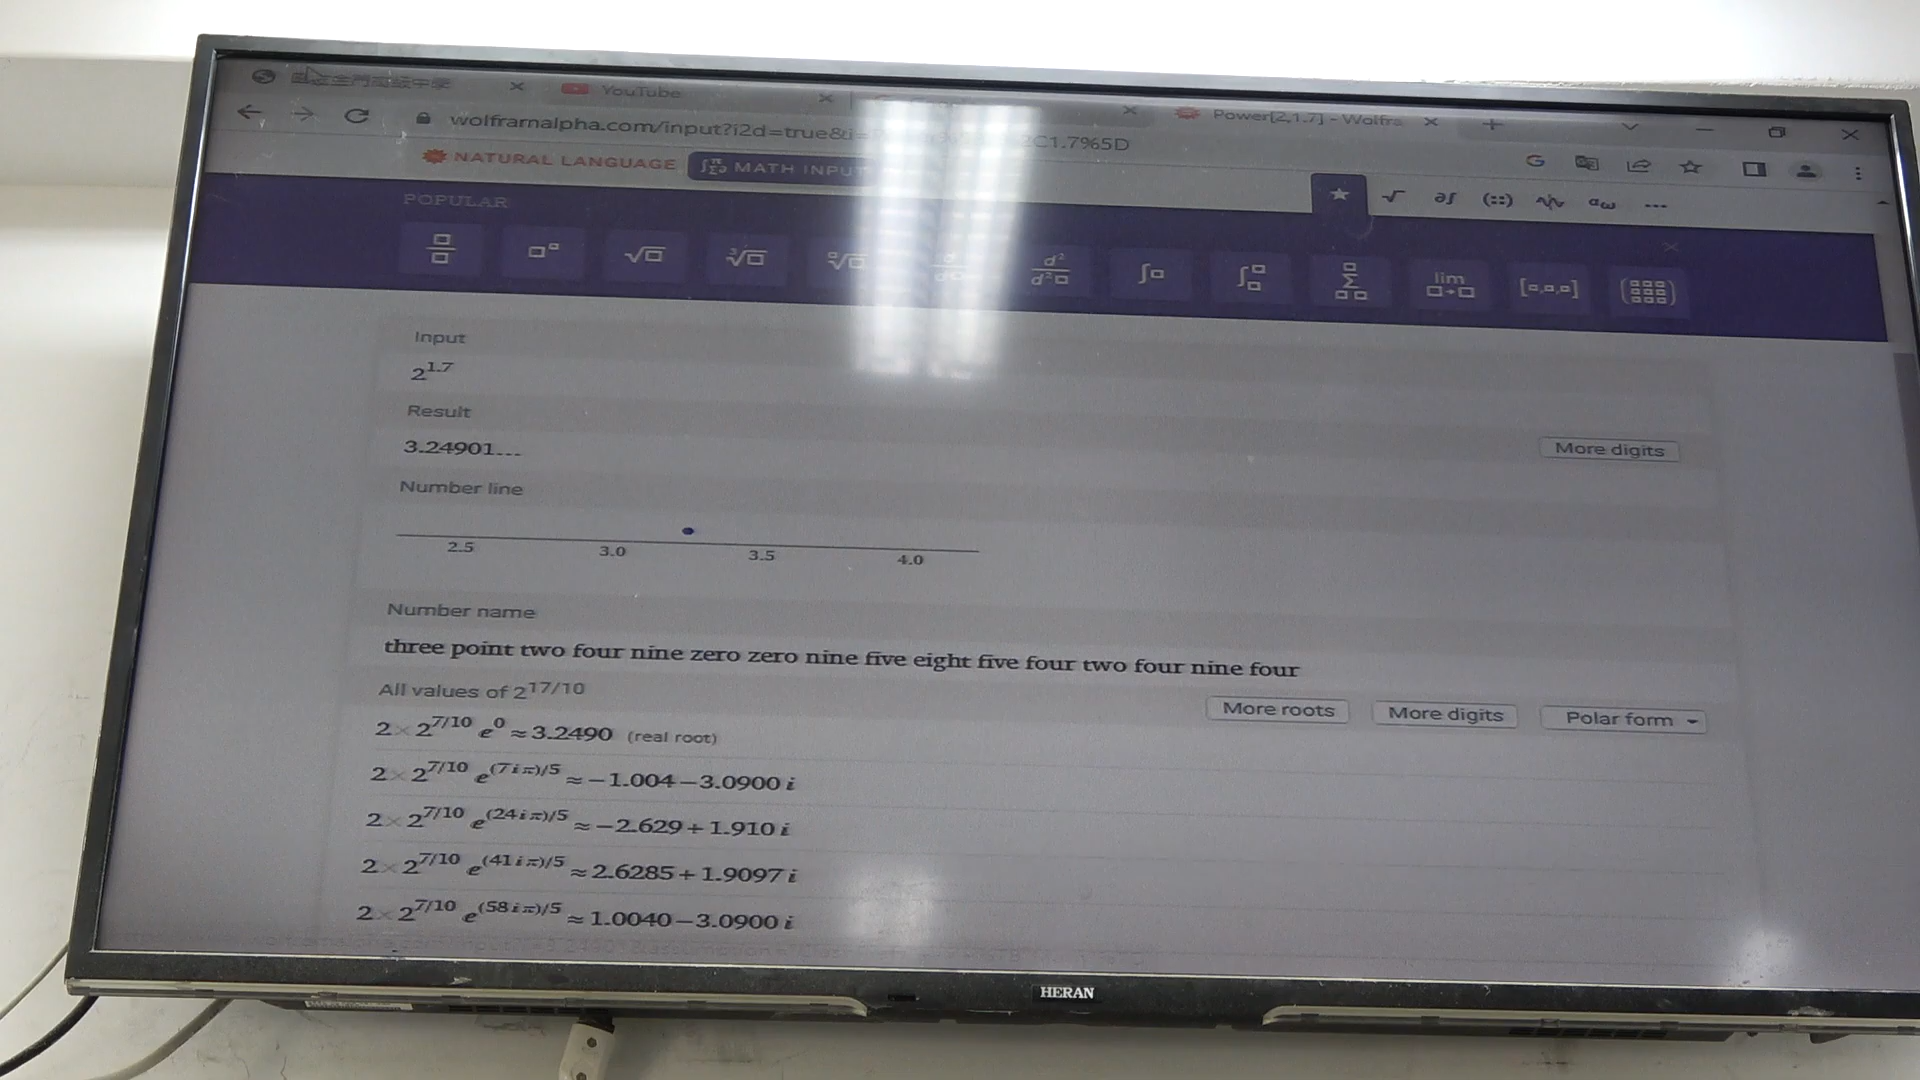 YouTube
Power[2,1.7] - Wolfra
wolframalpha.com/input?i2d=true&i=
2C1.7%5D
NATURAL LANGUAGE
MATH INPU
POPULAR
Input
2^1.7
Result
3.24901...
More digits
Number line
2.5 3.0 3.5 4.0
Number name
three point two four nine zero zero nine five eight five four two four nine four
All values of 2^17/10
More roots
More digits
Polar form
2×2^7/10 e^0 ≈ 3.2490 (real root)
2×2^7/10 e^(7 i π)/5 ≈ −1.004 − 3.0900 i
2×2^7/10 e^(24 i π)/5 ≈ −2.629 + 1.910 i
2×2^7/10 e^(41 i π)/5 ≈ 2.6285 + 1.9097 i
2×2^7/10 e^(58 i π)/5 ≈ 1.0040 − 3.0900 i
HERAN